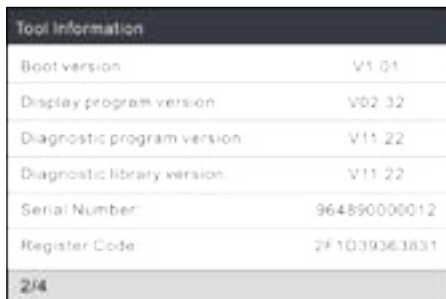 Tool Information
Boot version V1.01
Display program version V02.32
Diagnostic program version: V11.22
Diagnostic library version: V11.22
Serial Number: 964890000012
Register Code: 2F1D39363831
2/4